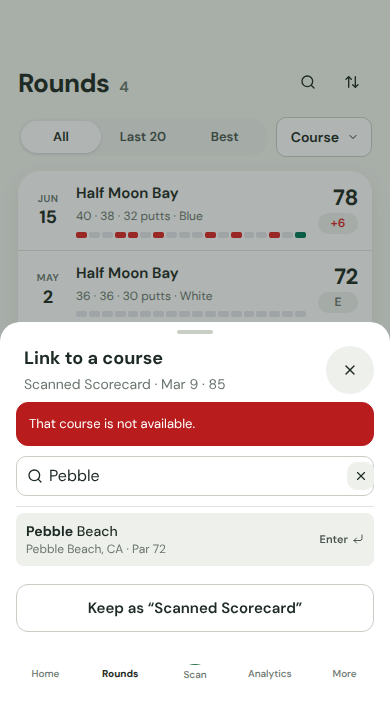 Rounds 4
All Last 20 Best Course
JUN
15
Half Moon Bay
40 · 38 · 32 putts · Blue
78
+6
MAY
2
Half Moon Bay
36 · 36 · 30 putts · White
72
E
Link to a course
Scanned Scorecard · Mar 9 · 85
That course is not available.
Pebble
Pebble Beach
Pebble Beach, CA · Par 72
Enter
Keep as “Scanned Scorecard”
Home Rounds Scan Analytics More